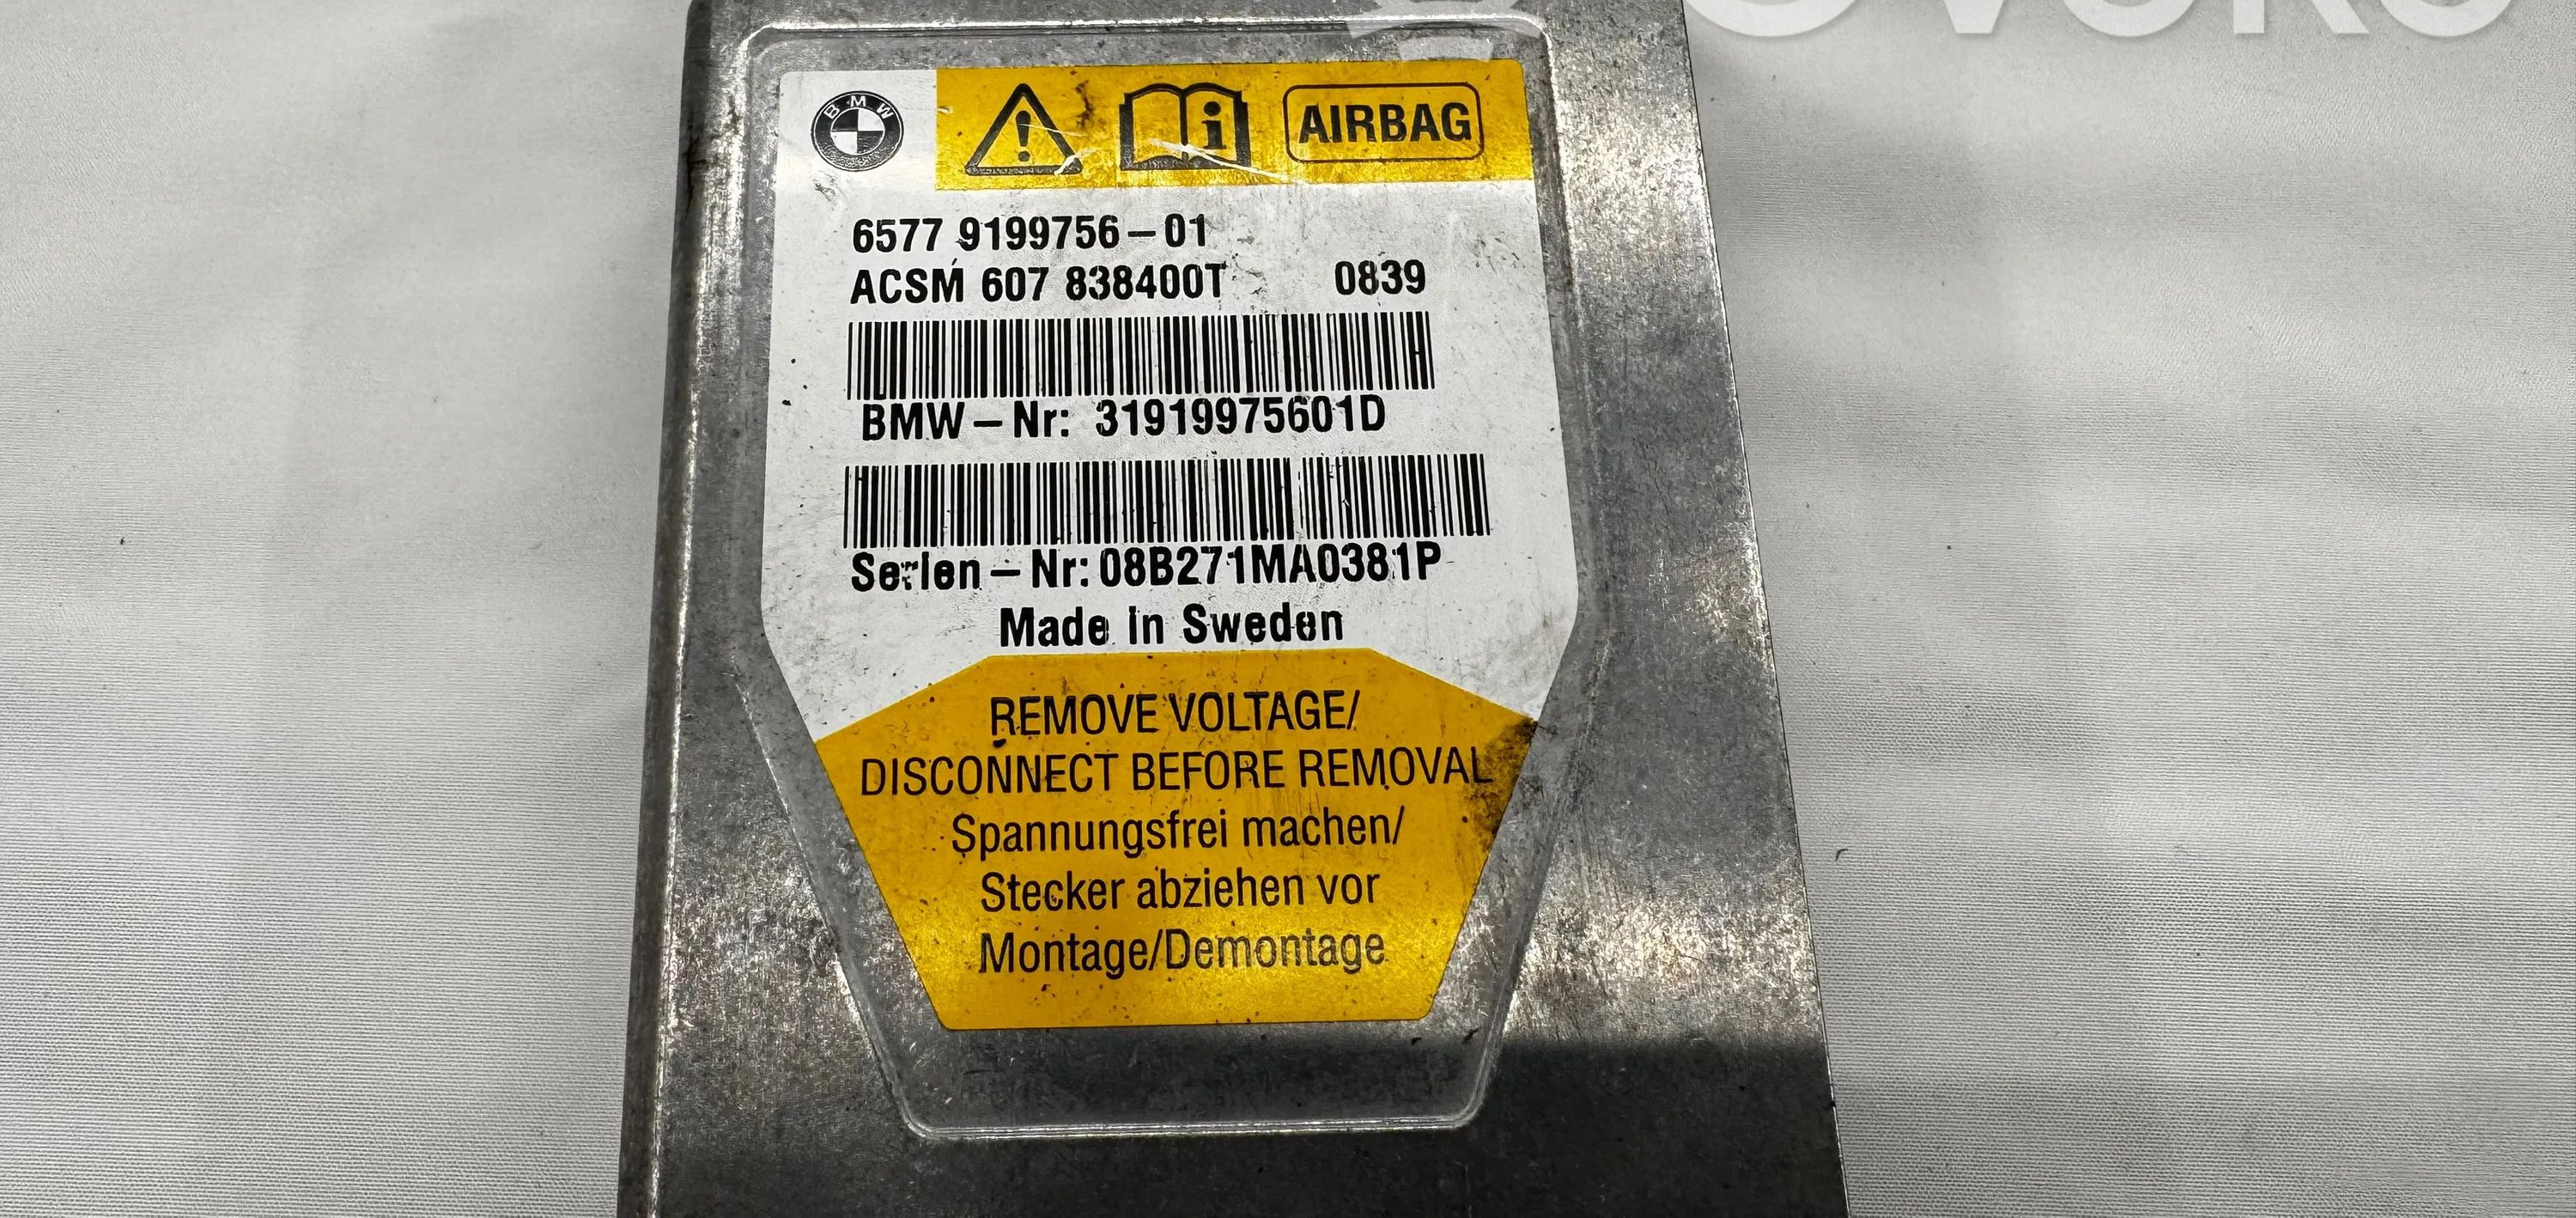 BMW
AIRBAG
6577 9199756-01
ACSM 607 838400T 0839
BMW-Nr: 31919975601D
Serien-Nr: 08B271MA0381P
Made in Sweden
REMOVE VOLTAGE/
DISCONNECT BEFORE REMOVAL
Spannungsfrei machen/
Stecker abziehen vor
Montage/Demontage